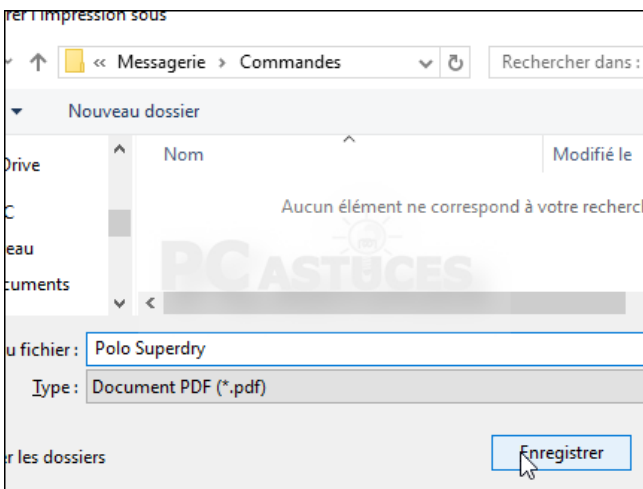 rer l'impression sous
« Messagerie > Commandes
Rechercher dans :
Nouveau dossier
Drive
Nom
Modifié le
C
Aucun élément ne correspond à votre recherch
eau
PC ASTUCES
cuments
u fichier : Polo Superdry
Type : Document PDF (*.pdf)
er les dossiers
Enregistrer